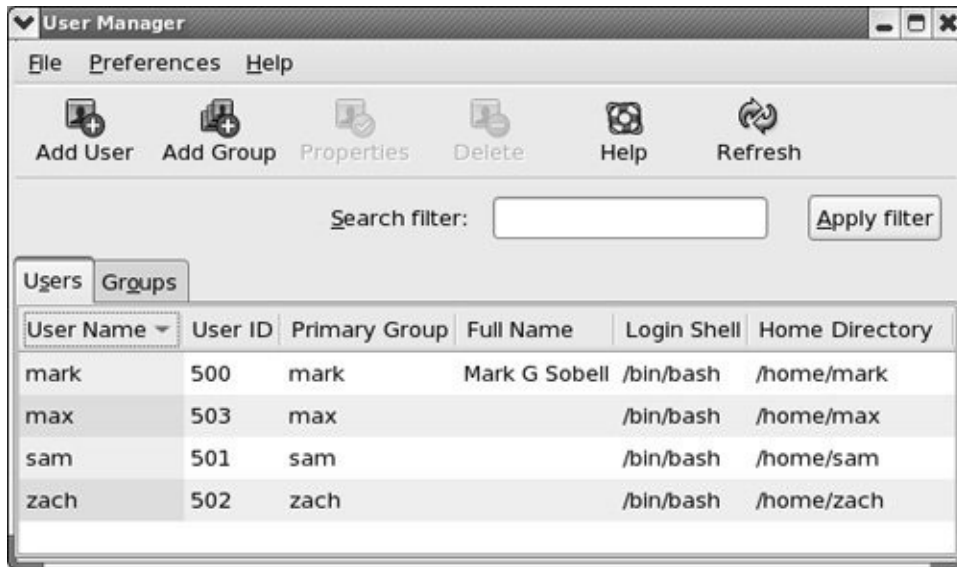 User Manager
File Preferences Help
Add User Add Group Properties Delete Help Refresh
Search filter: Apply filter
Users Groups
User Name User ID Primary Group Full Name Login Shell Home Directory
mark 500 mark Mark G Sobell /bin/bash /home/mark
max 503 max /bin/bash /home/max
sam 501 sam /bin/bash /home/sam
zach 502 zach /bin/bash /home/zach